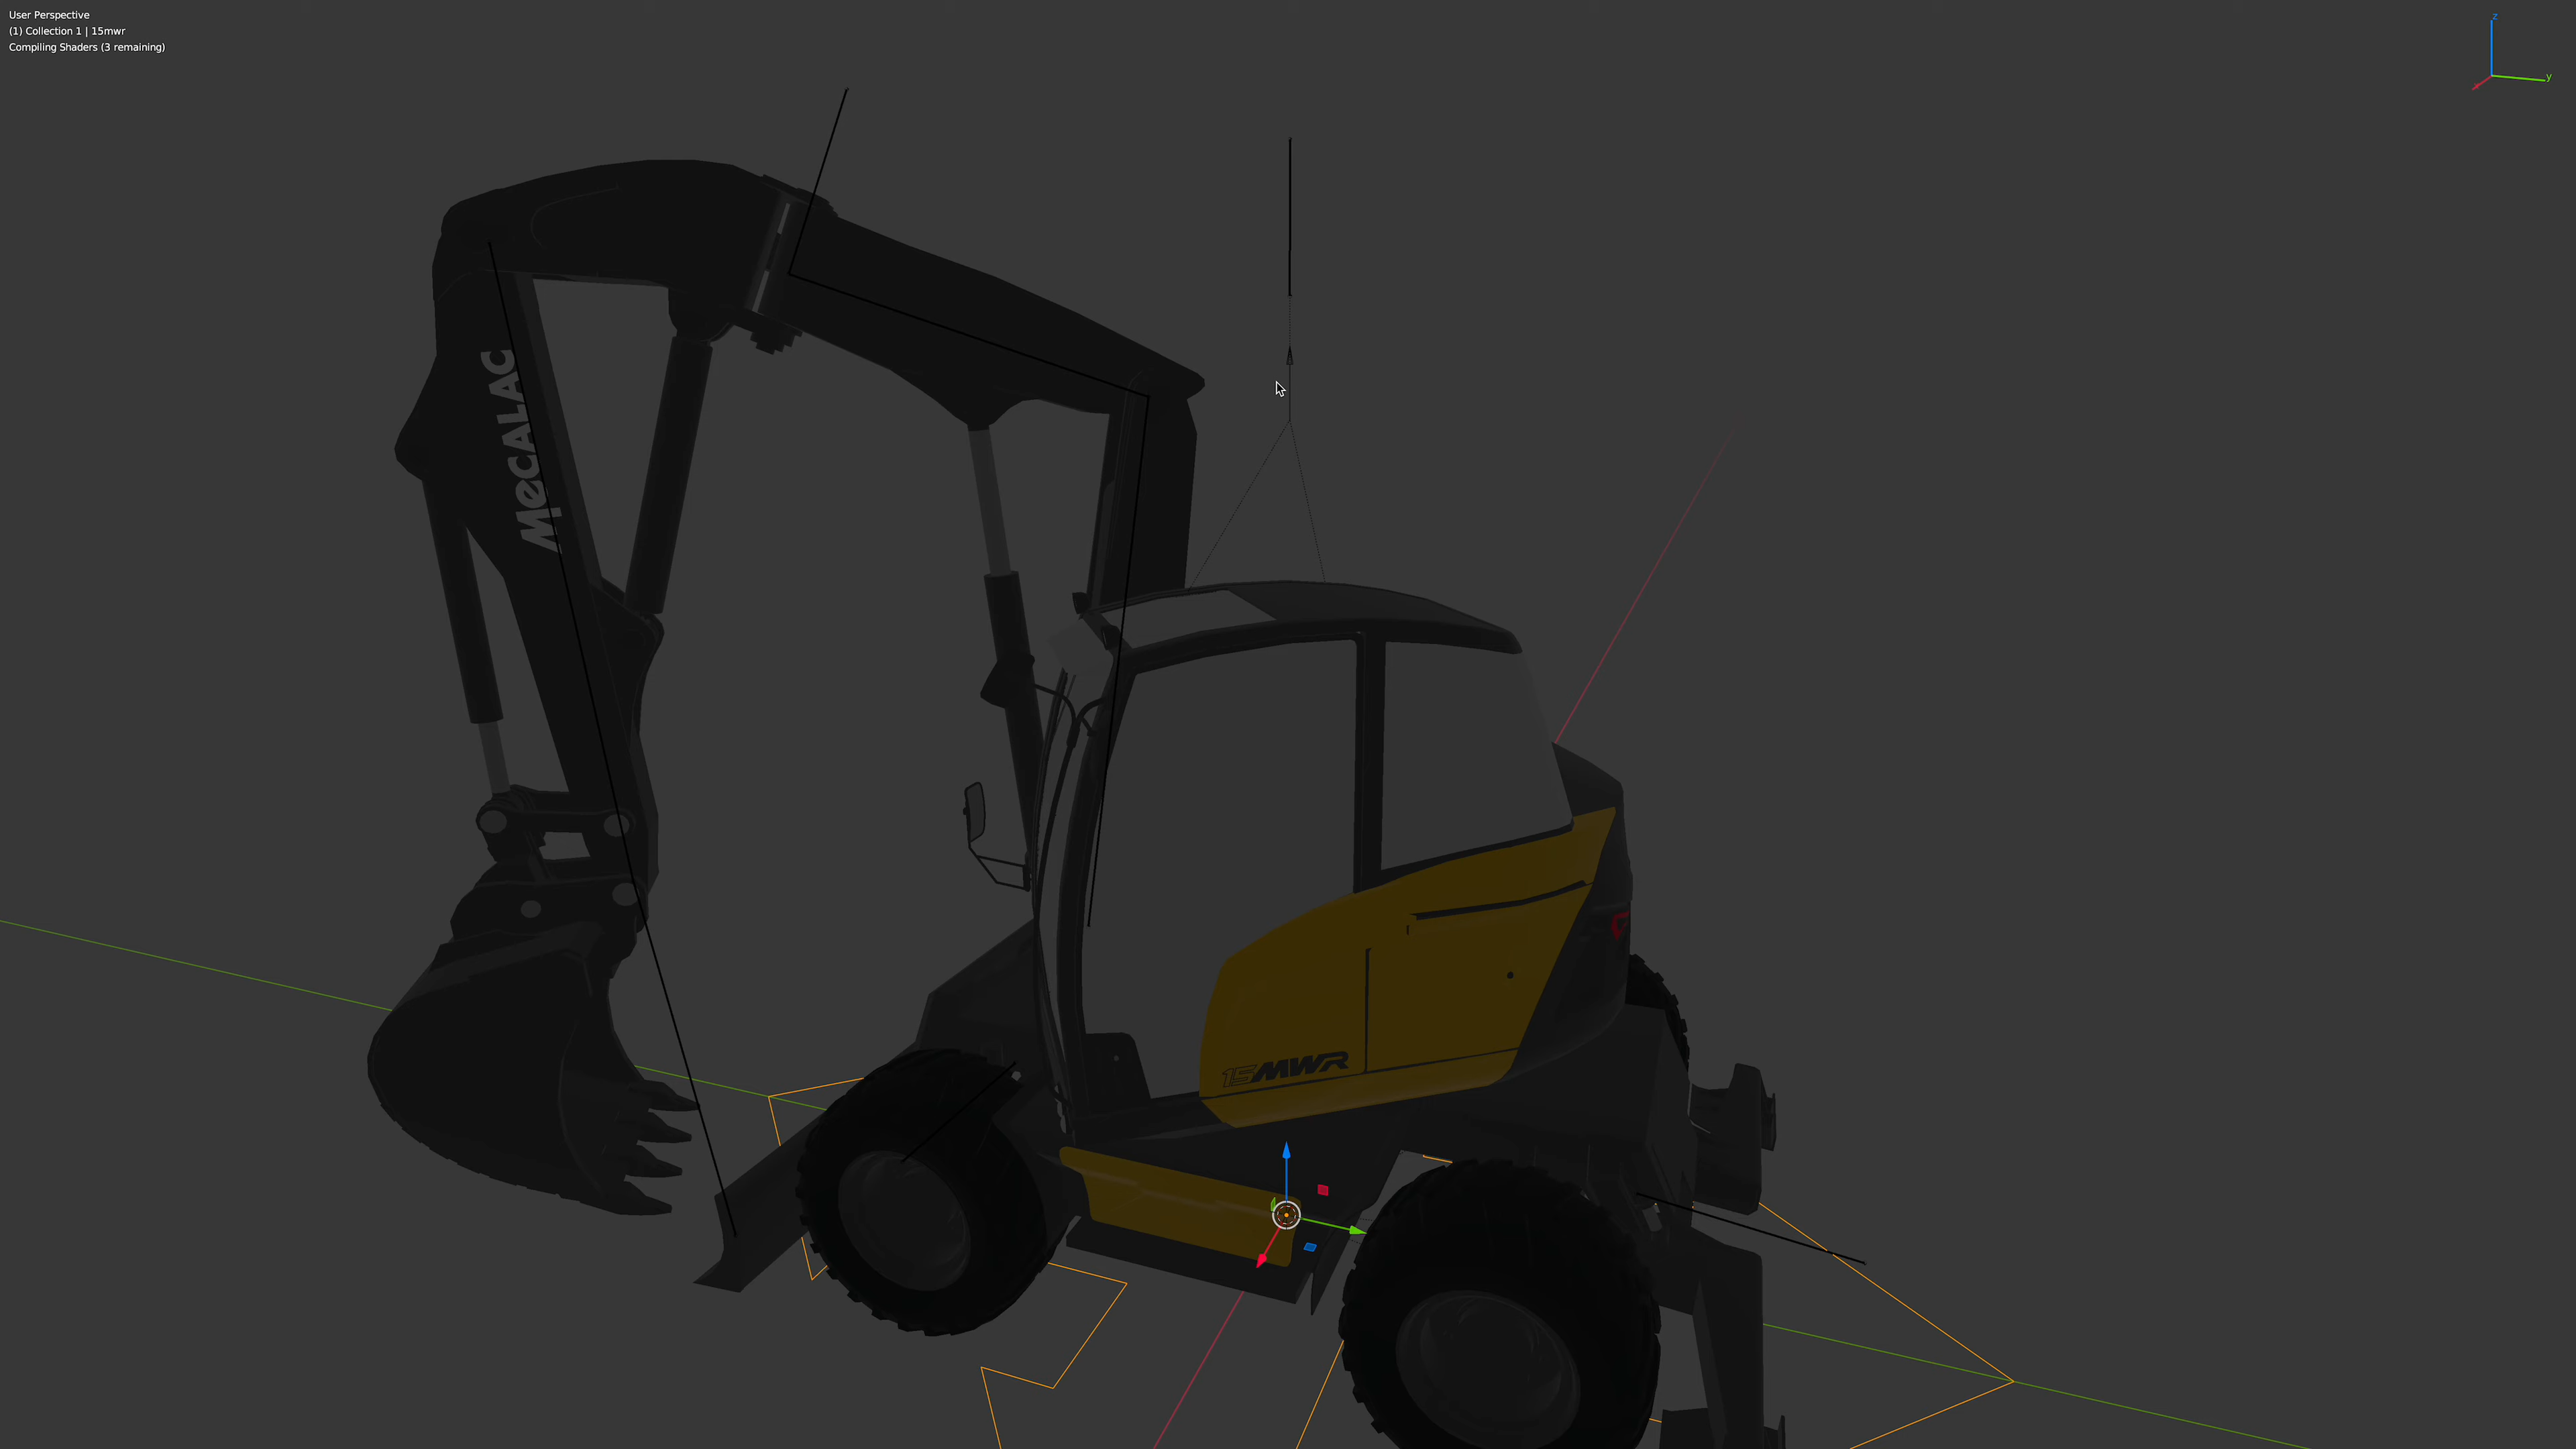 User Perspective
(1) Collection 1 | 15mwr
Compiling Shaders (3 remaining)
z
y
x
MeCALAC
15MWR